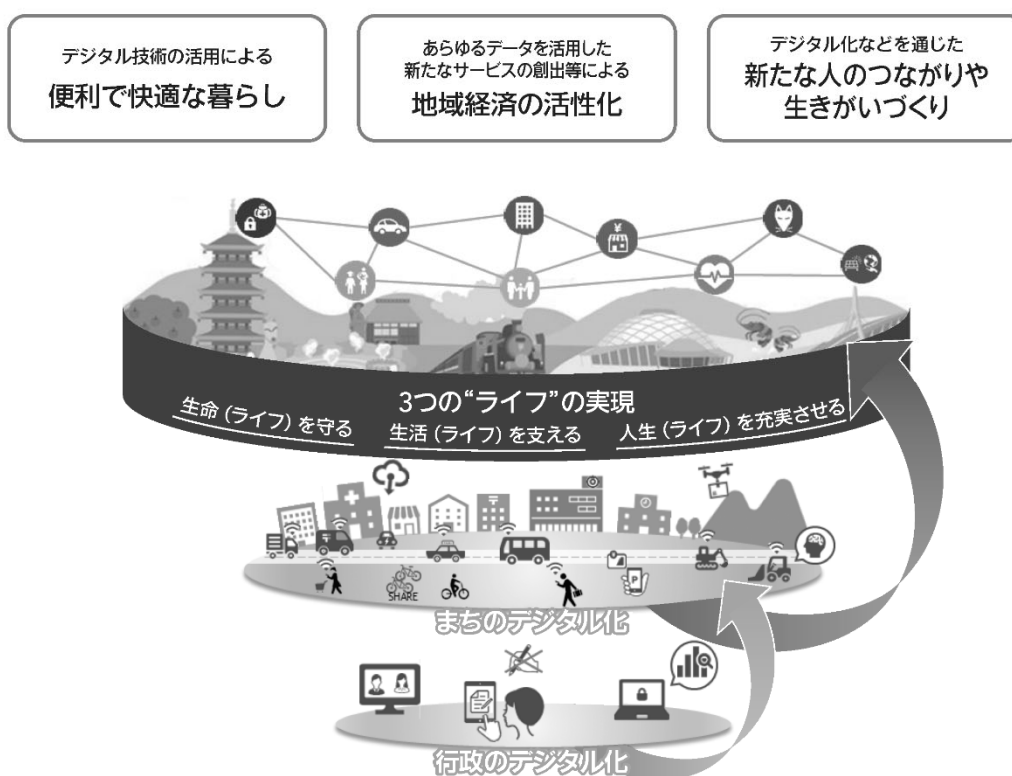 デジタル技術の活用による
便利で快適な暮らし
あらゆるデータを活用した
新たなサービスの創出等による
地域経済の活性化
デジタル化などを通じた
新たな人のつながりや
生きがいづくり
¥
3つの“ライフ”の実現
生命(ライフ)を守る
生活(ライフ)を支える
人生(ライフ)を充実させる
〒
TAXI
P
SHARE
まちのデジタル化
行政のデジタル化